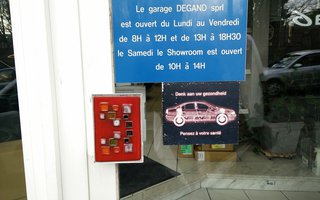 Le garage DEGAND sprl
est ouvert du Lundi au Vendredi
de 8H à 12H et de 13H à 18H30
le Samedi le Showroom est ouvert
de 10H à 14H
Denk aan uw gezondheid
Pensez à votre santé